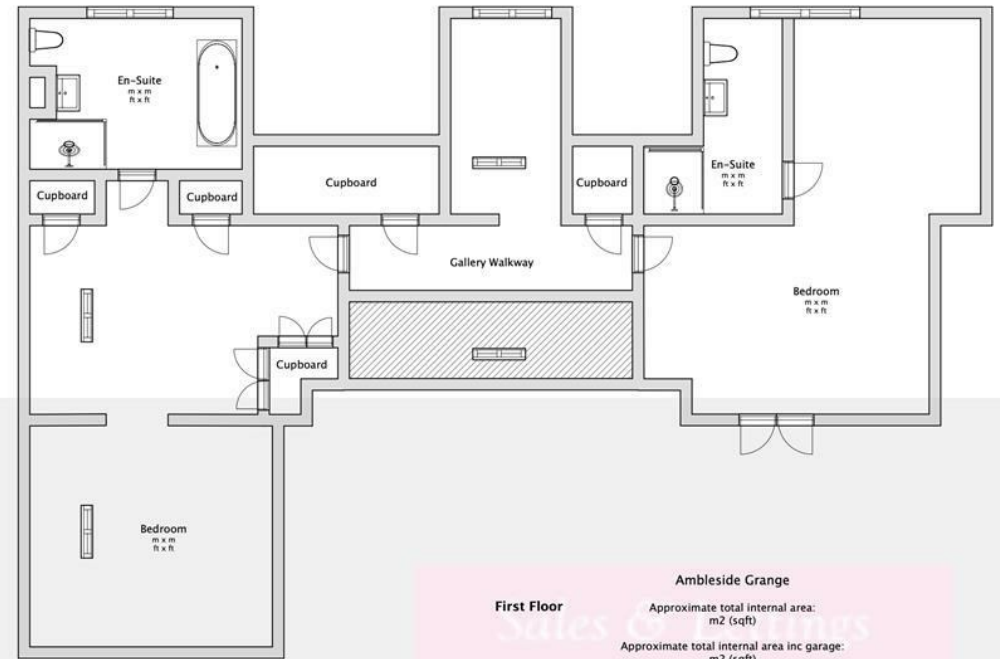 En-Suite
m x m
ft x ft
Cupboard
Cupboard
Cupboard
Cupboard
En-Suite
m x m
ft x ft
Gallery Walkway
Bedroom
m x m
ft x ft
Cupboard
Bedroom
m x m
ft x ft
Ambleside Grange
First Floor
Approximate total internal area:
m2 (sqft)
Sales & Lettings
Approximate total internal area inc garage:
m2 (sqft)